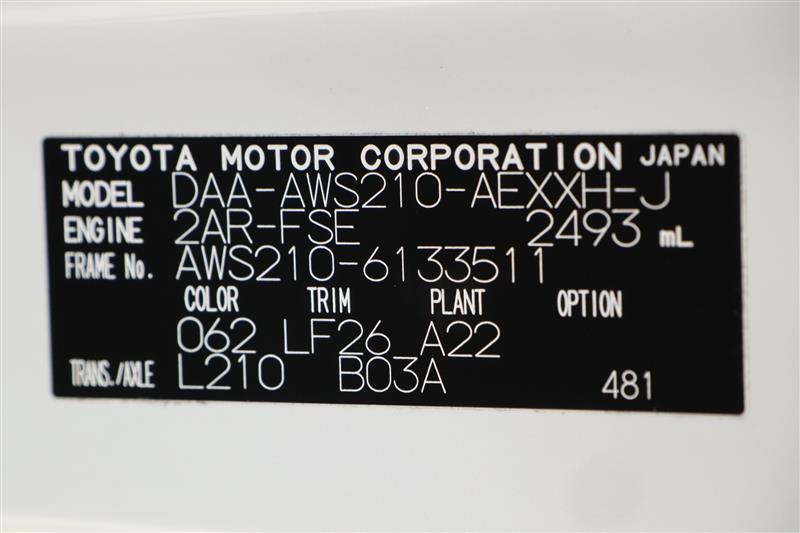 TOYOTA MOTOR CORPORATION JAPAN
MODEL DAA-AWS210-AEXXH-J
ENGINE 2AR-FSE 2493 mL
FRAME No. AWS210-6133511
COLOR TRIM PLANT OPTION
062 LF26 A22
TRANS./AXLE L210 B03A 481